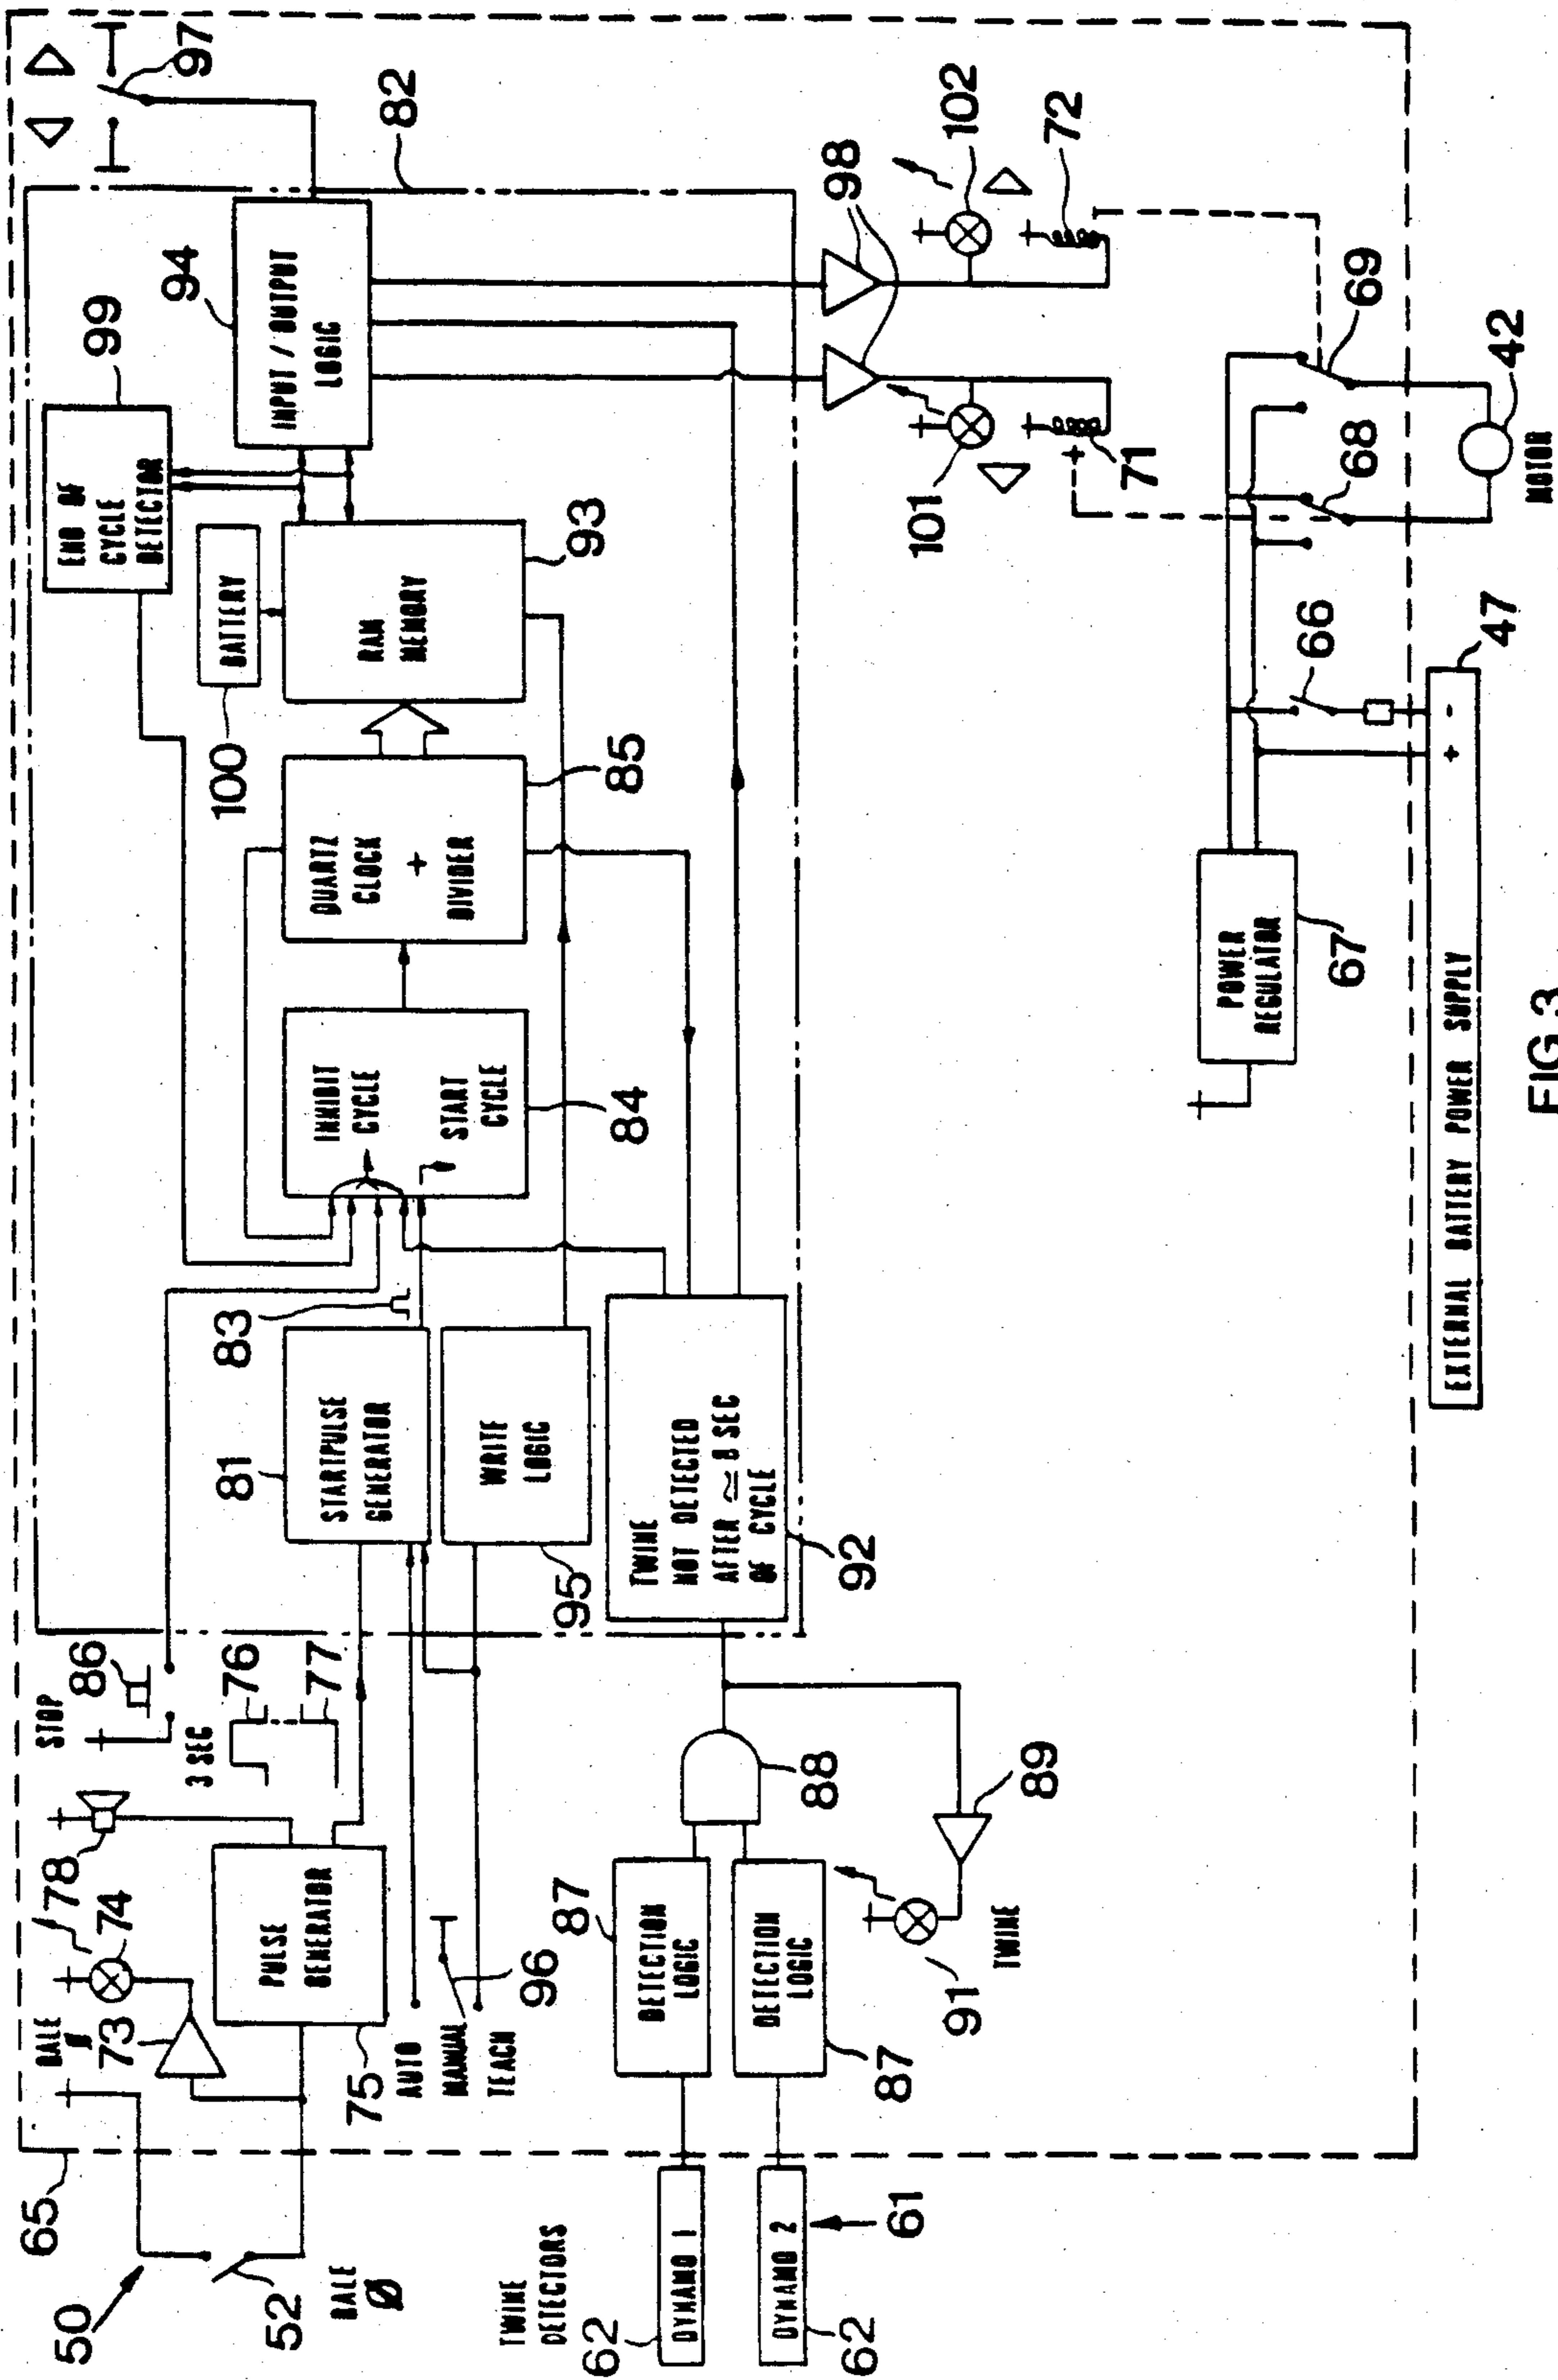 50
52
BALE
Ø
65
BALE
Ø
73
74
78
STOP
86
3 SEC
76
77
PULSE
GENERATOR
75
AUTO
MANUAL
TEACH
96
TWINE
DETECTORS
62
DYNAMO 1
DYNAMO 2
62
61
87
DETECTION
LOGIC
DETECTION
LOGIC
87
88
89
91
TWINE
81
STARTPULSE
GENERATOR
83
WRITE
LOGIC
95
TWINE
NOT DETECTED
AFTER ≃ 8 SEC
OF CYCLE
92
INHIBIT
CYCLE
START
CYCLE
84
QUARTZ
CLOCK
+
DIVIDER
85
100
BATTERY
RAM
MEMORY
93
END OF
CYCLE
DETECTOR
99
94
INPUT / OUTPUT
LOGIC
97
82
98
101
102
71
72
POWER
REGULATOR
67
66
68
69
42
MOTOR
47
+ -
EXTERNAL BATTERY POWER SUPPLY
FIG.3